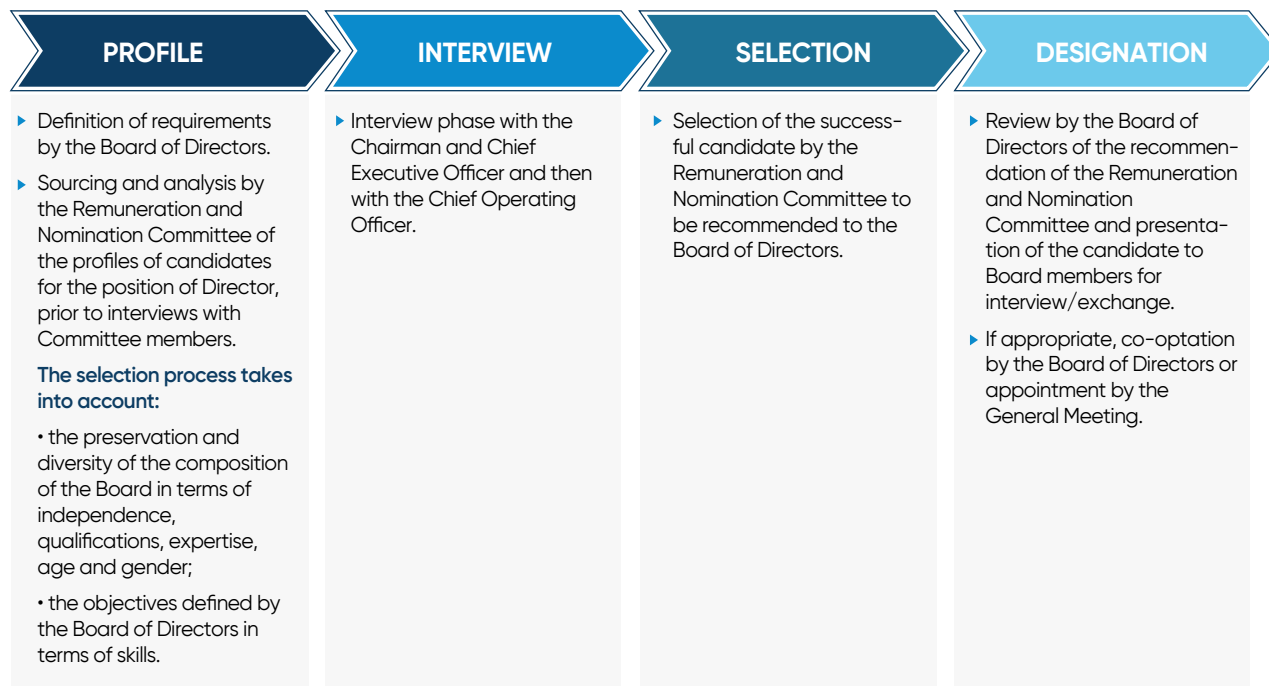 PROFILE
Definition of requirements
by the Board of Directors.
Sourcing and analysis by
the Remuneration and
Nomination Committee of
the profiles of candidates
for the position of Director,
prior to interviews with
Committee members.
The selection process takes
into account:
• the preservation and
diversity of the composition
of the Board in terms of
independence,
qualifications, expertise,
age and gender;
• the objectives defined by
the Board of Directors in
terms of skills.
INTERVIEW
Interview phase with the
Chairman and Chief
Executive Officer and then
with the Chief Operating
Officer.
SELECTION
Selection of the success-
ful candidate by the
Remuneration and
Nomination Committee to
be recommended to the
Board of Directors.
DESIGNATION
Review by the Board of
Directors of the recommen-
dation of the Remuneration
and Nomination
Committee and presenta-
tion of the candidate to
Board members for
interview/exchange.
If appropriate, co-optation
by the Board of Directors or
appointment by the
General Meeting.